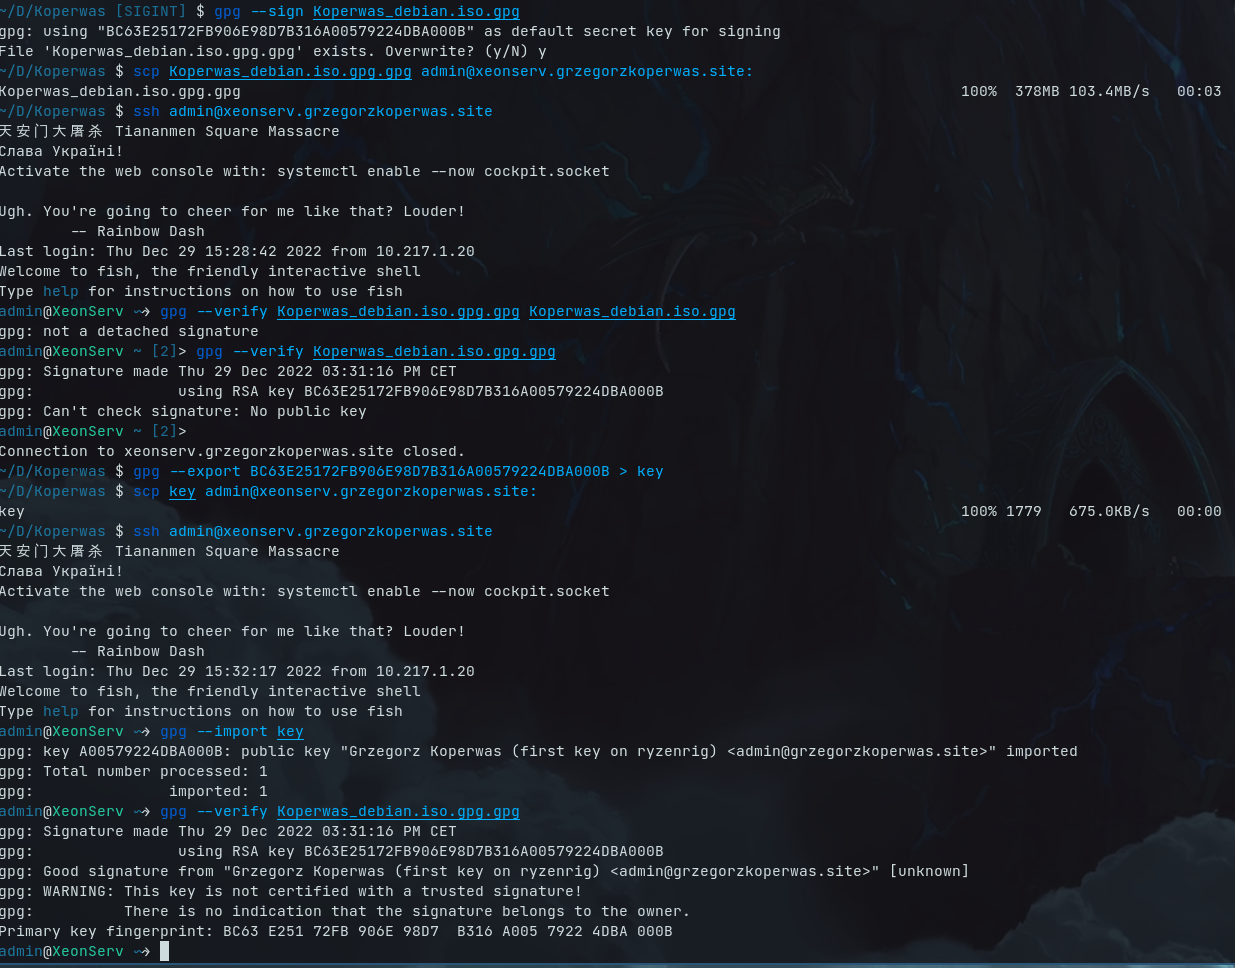 ~/D/Koperwas [SIGINT] $ gpg --sign Koperwas_debian.iso.gpg
gpg: using "BC63E25172FB906E98D7B316A00579224DBA000B" as default secret key for signing
File 'Koperwas_debian.iso.gpg.gpg' exists. Overwrite? (y/N) y
~/D/Koperwas $ scp Koperwas_debian.iso.gpg.gpg admin@xeonserv.grzegorzkoperwas.site:
Koperwas_debian.iso.gpg.gpg 100% 378MB 103.4MB/s 00:03
~/D/Koperwas $ ssh admin@xeonserv.grzegorzkoperwas.site
天安门大屠杀 Tiananmen Square Massacre
Слава Україні!
Activate the web console with: systemctl enable --now cockpit.socket
Ugh. You're going to cheer for me like that? Louder!
-- Rainbow Dash
Last login: Thu Dec 29 15:28:42 2022 from 10.217.1.20
Welcome to fish, the friendly interactive shell
Type help for instructions on how to use fish
admin@XeonServ ~> gpg --verify Koperwas_debian.iso.gpg.gpg Koperwas_debian.iso.gpg
gpg: not a detached signature
admin@XeonServ ~ [2]> gpg --verify Koperwas_debian.iso.gpg.gpg
gpg: Signature made Thu 29 Dec 2022 03:31:16 PM CET
gpg: using RSA key BC63E25172FB906E98D7B316A00579224DBA000B
gpg: Can't check signature: No public key
admin@XeonServ ~ [2]>
Connection to xeonserv.grzegorzkoperwas.site closed.
~/D/Koperwas $ gpg --export BC63E25172FB906E98D7B316A00579224DBA000B > key
~/D/Koperwas $ scp key admin@xeonserv.grzegorzkoperwas.site:
key 100% 1779 675.0KB/s 00:00
~/D/Koperwas $ ssh admin@xeonserv.grzegorzkoperwas.site
天安门大屠杀 Tiananmen Square Massacre
Слава Україні!
Activate the web console with: systemctl enable --now cockpit.socket
Ugh. You're going to cheer for me like that? Louder!
-- Rainbow Dash
Last login: Thu Dec 29 15:32:17 2022 from 10.217.1.20
Welcome to fish, the friendly interactive shell
Type help for instructions on how to use fish
admin@XeonServ ~> gpg --import key
gpg: key A00579224DBA000B: public key "Grzegorz Koperwas (first key on ryzenrig) <admin@grzegorzkoperwas.site>" imported
gpg: Total number processed: 1
gpg: imported: 1
admin@XeonServ ~> gpg --verify Koperwas_debian.iso.gpg.gpg
gpg: Signature made Thu 29 Dec 2022 03:31:16 PM CET
gpg: using RSA key BC63E25172FB906E98D7B316A00579224DBA000B
gpg: Good signature from "Grzegorz Koperwas (first key on ryzenrig) <admin@grzegorzkoperwas.site>" [unknown]
gpg: WARNING: This key is not certified with a trusted signature!
gpg: There is no indication that the signature belongs to the owner.
Primary key fingerprint: BC63 E251 72FB 906E 98D7 B316 A005 7922 4DBA 000B
admin@XeonServ ~>